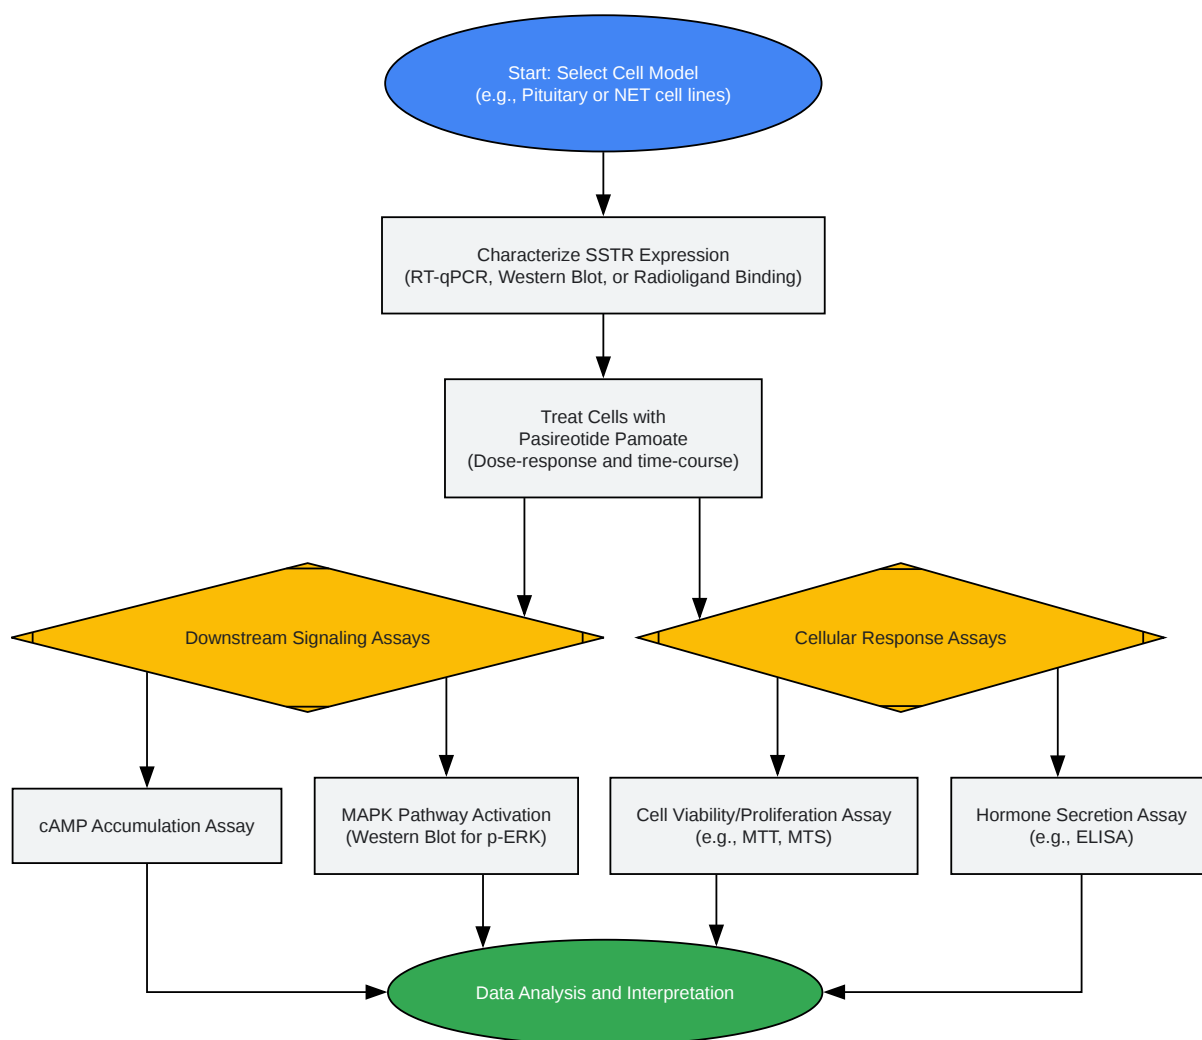 Start: Select Cell Model
(e.g., Pituitary or NET cell lines)
Characterize SSTR Expression
(RT-qPCR, Western Blot, or Radioligand Binding)
Treat Cells with
Pasireotide Pamoate
(Dose-response and time-course)
Downstream Signaling Assays
Cellular Response Assays
cAMP Accumulation Assay
MAPK Pathway Activation
(Western Blot for p-ERK)
Cell Viability/Proliferation Assay
(e.g., MTT, MTS)
Hormone Secretion Assay
(e.g., ELISA)
Data Analysis and Interpretation